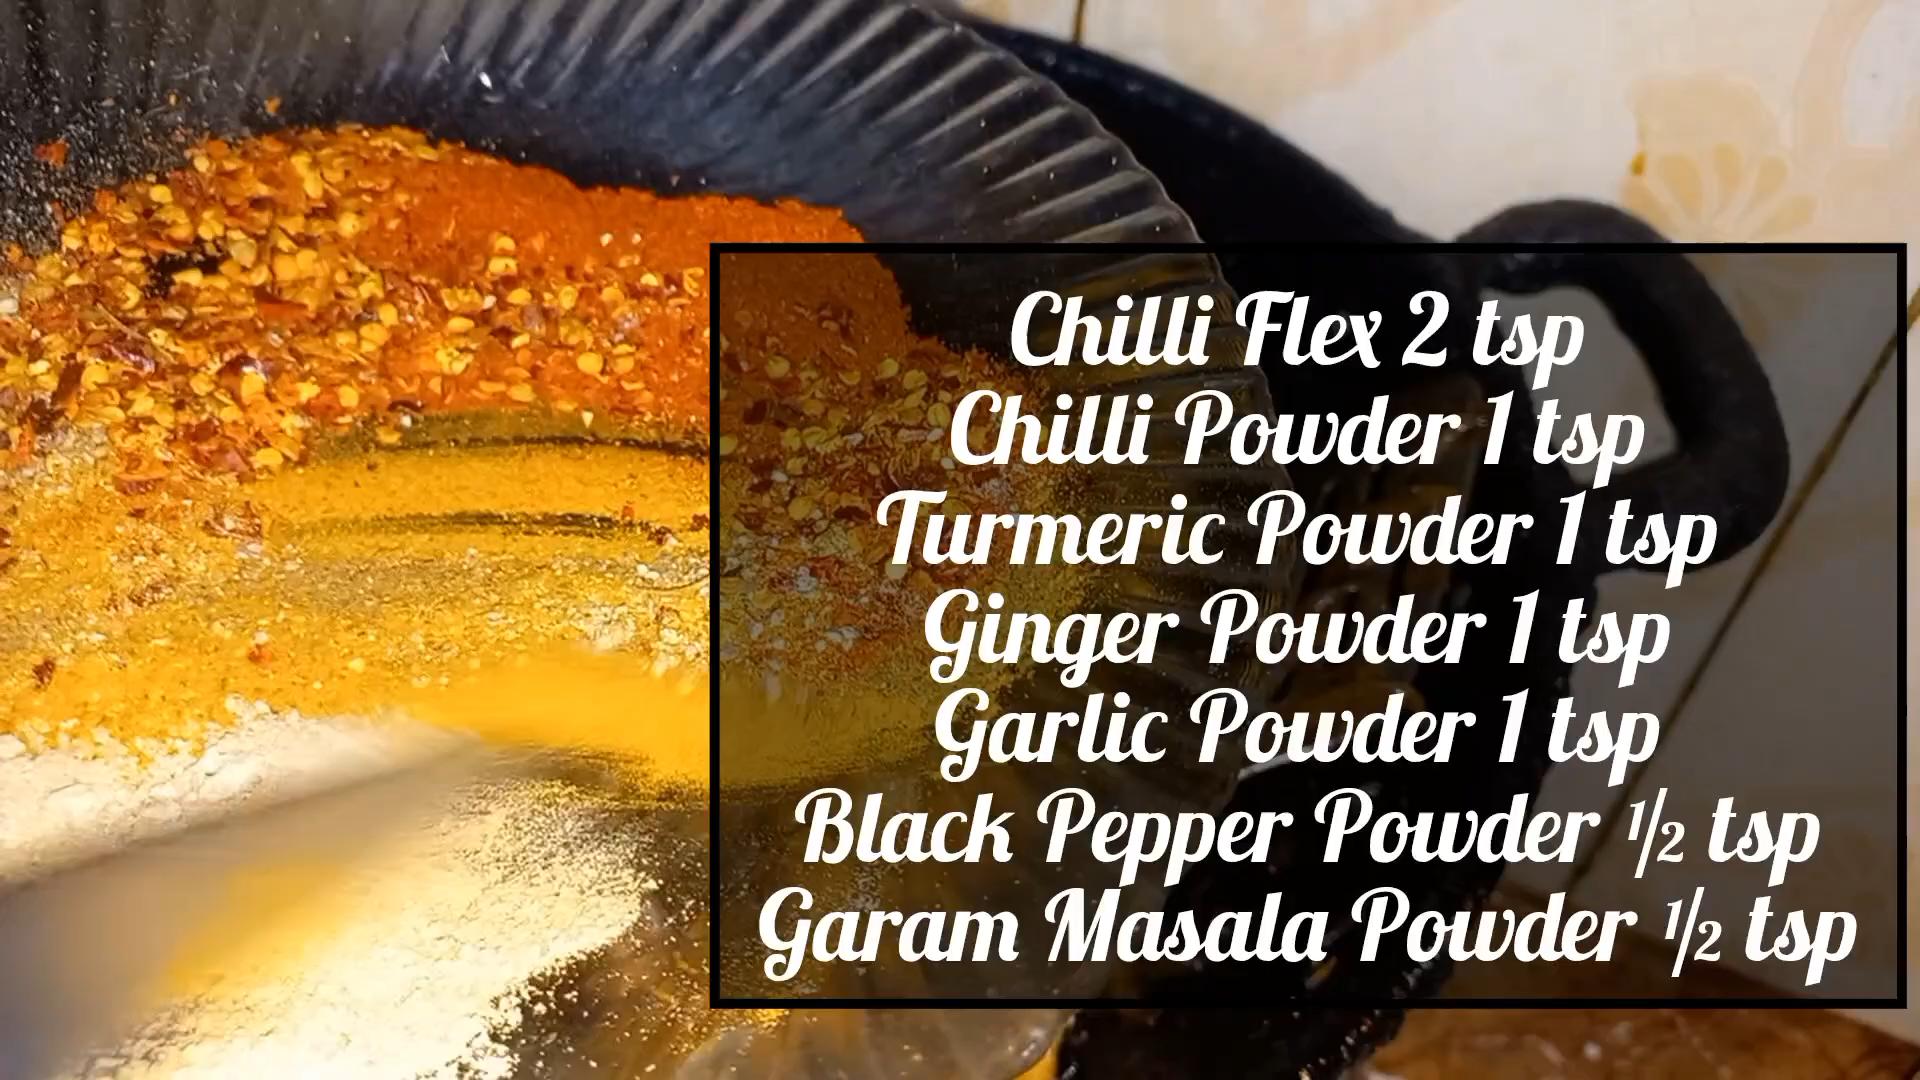 Chilli Flex 2 tsp
Chilli Powder 1 tsp
Turmeric Powder 1 tsp
Ginger Powder 1 tsp
Garlic Powder 1 tsp
Black Pepper Powder ½ tsp
Garam Masala Powder ½ tsp